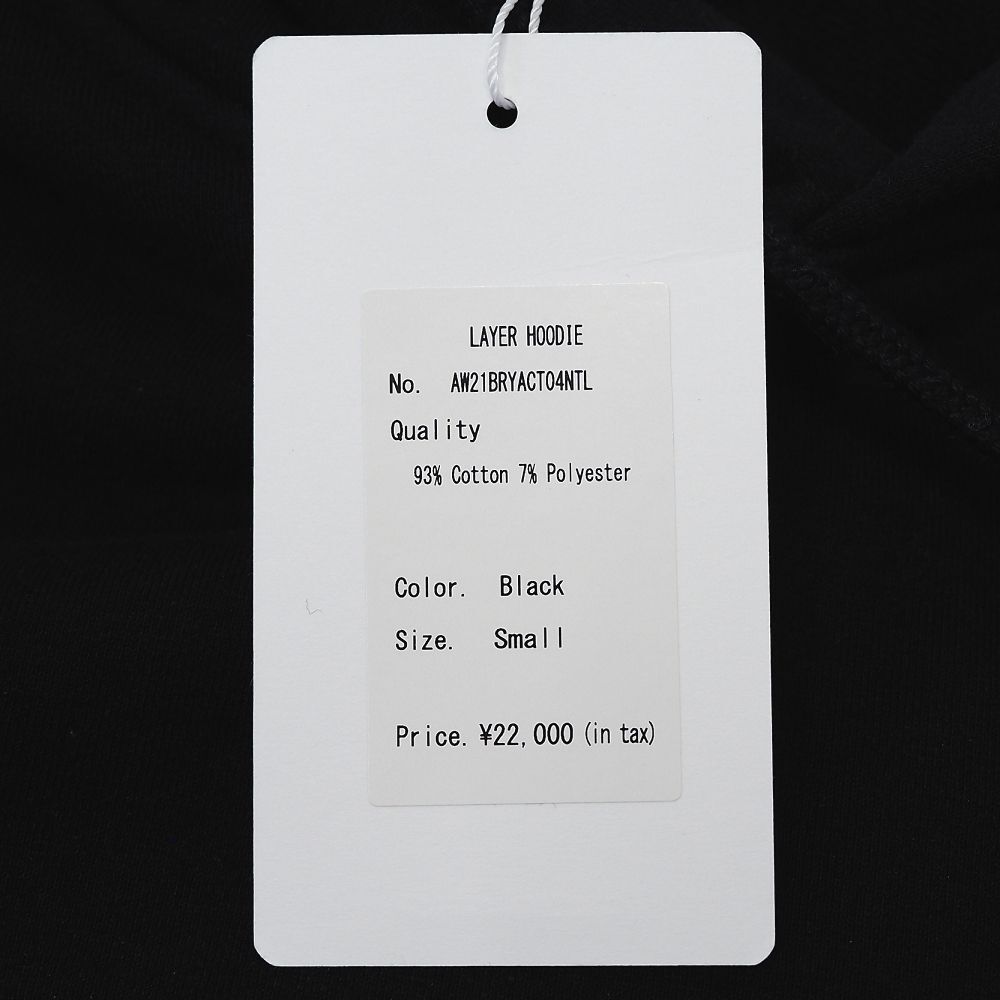 LAYER HOODIE
No. AW21BRYACT04NTL
Quality
93% Cotton 7% Polyester
Color. Black
Size. Small
Price. ¥22,000 (in tax)